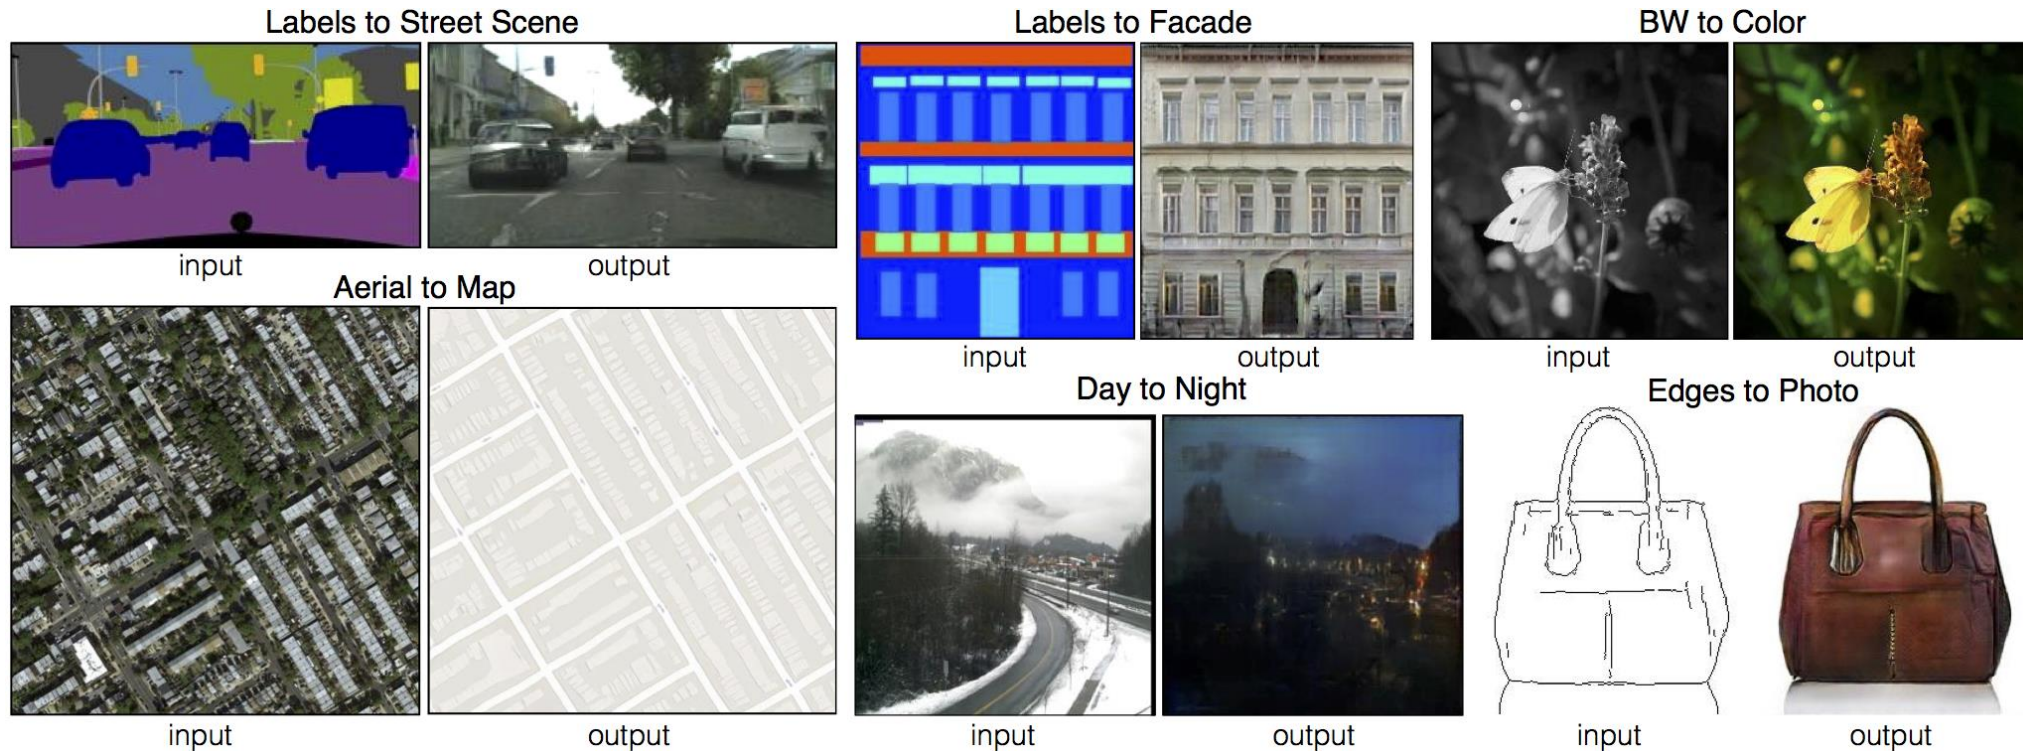 Labels to Street Scene
input
output
Aerial to Map
input
output
Labels to Facade
input
output
BW to Color
input
output
Day to Night
input
output
Edges to Photo
input
output